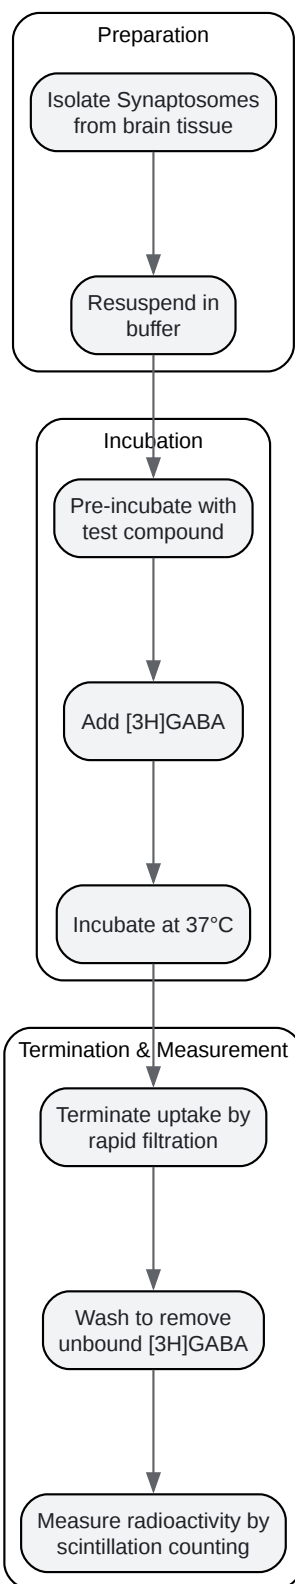 Preparation
Isolate Synaptosomes
from brain tissue
Resuspend in
buffer
Incubation
Pre-incubate with
test compound
Add [3H]GABA
Incubate at 37°C
Termination & Measurement
Terminate uptake by
rapid filtration
Wash to remove
unbound [3H]GABA
Measure radioactivity by
scintillation counting